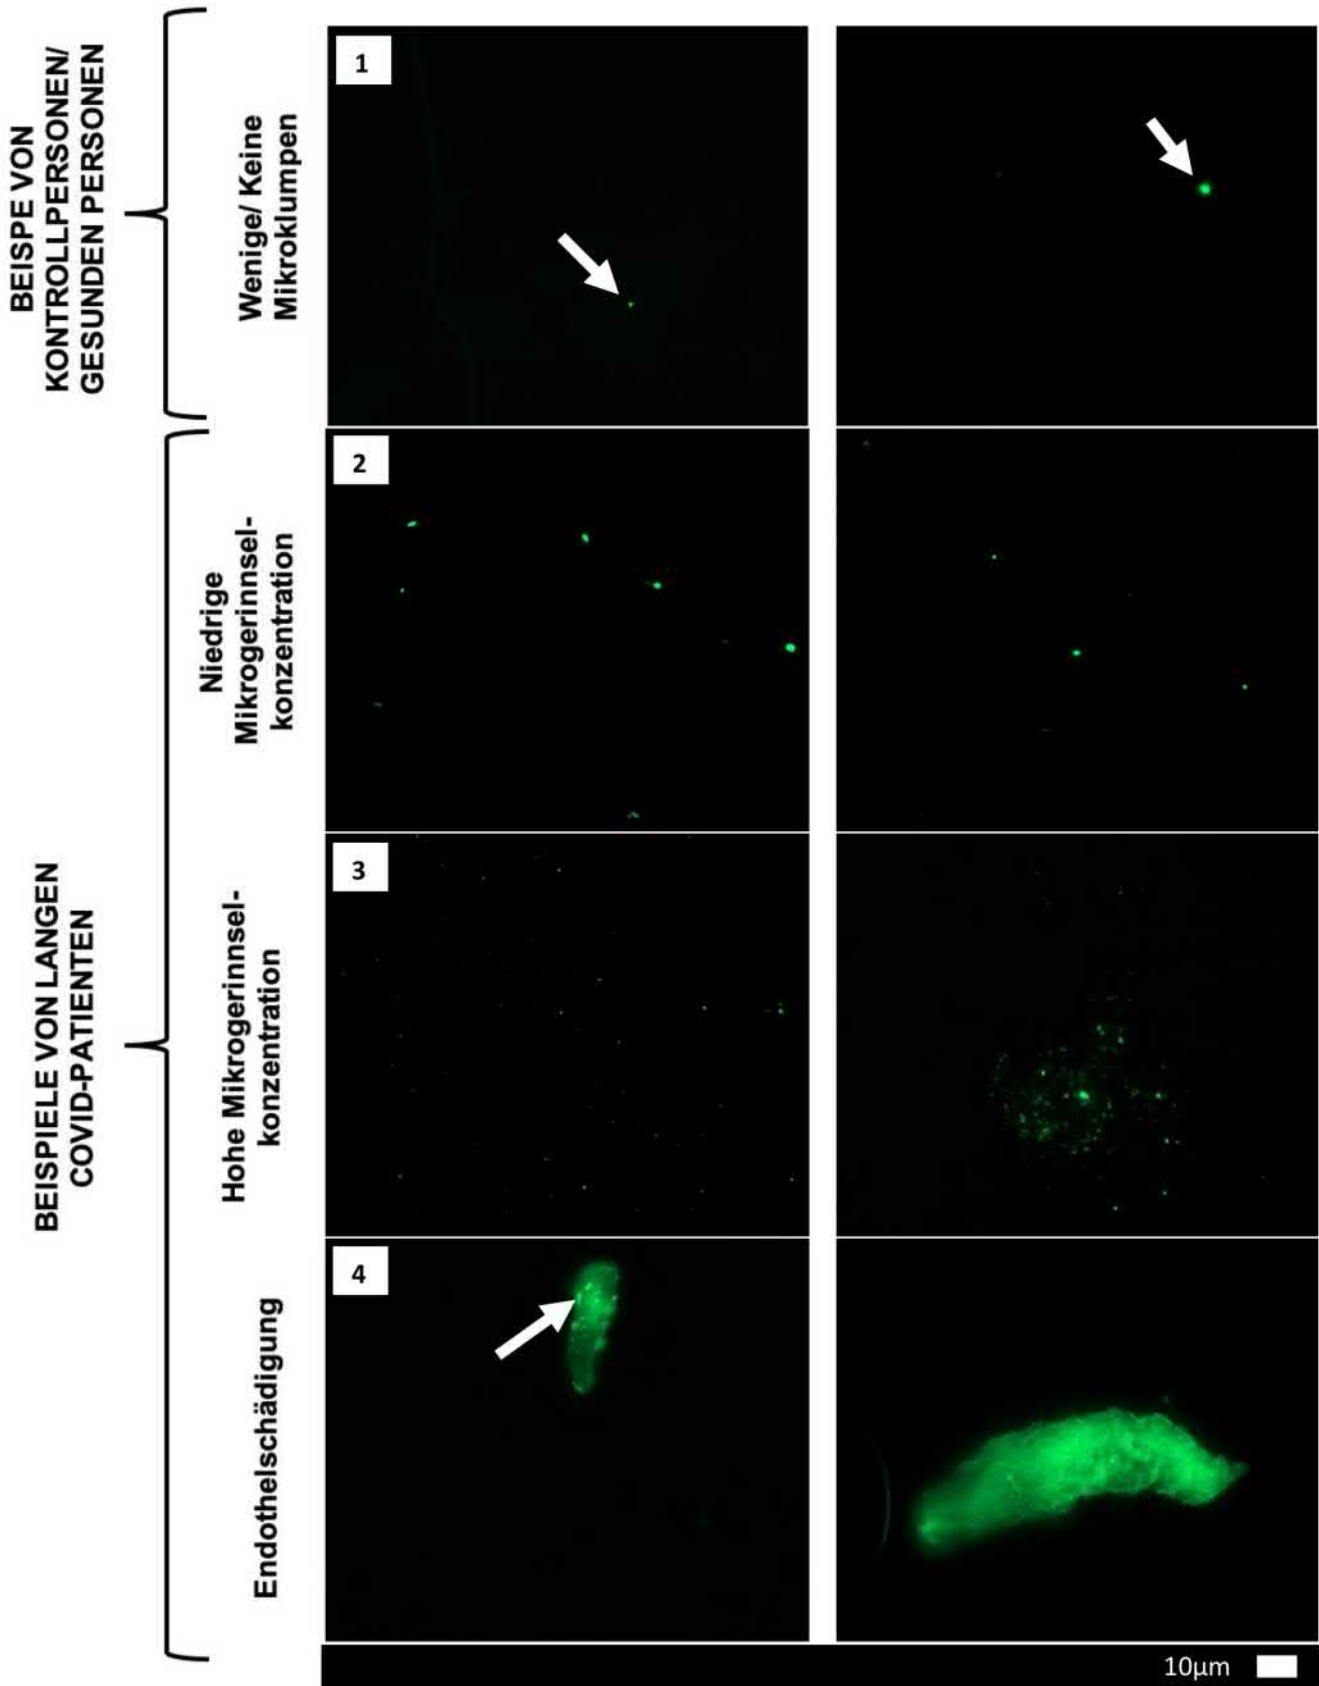 BEISPE VON
KONTROLLPERSONEN/
GESUNDEN PERSONEN
Wenige/ Keine
Mikroklumpen
1
BEISPIELE VON LANGEN
COVID-PATIENTEN
Niedrige
Mikrogerinnsel-
konzentration
2
Hohe Mikrogerinnsel-
konzentration
3
Endothelschädigung
4
10µm